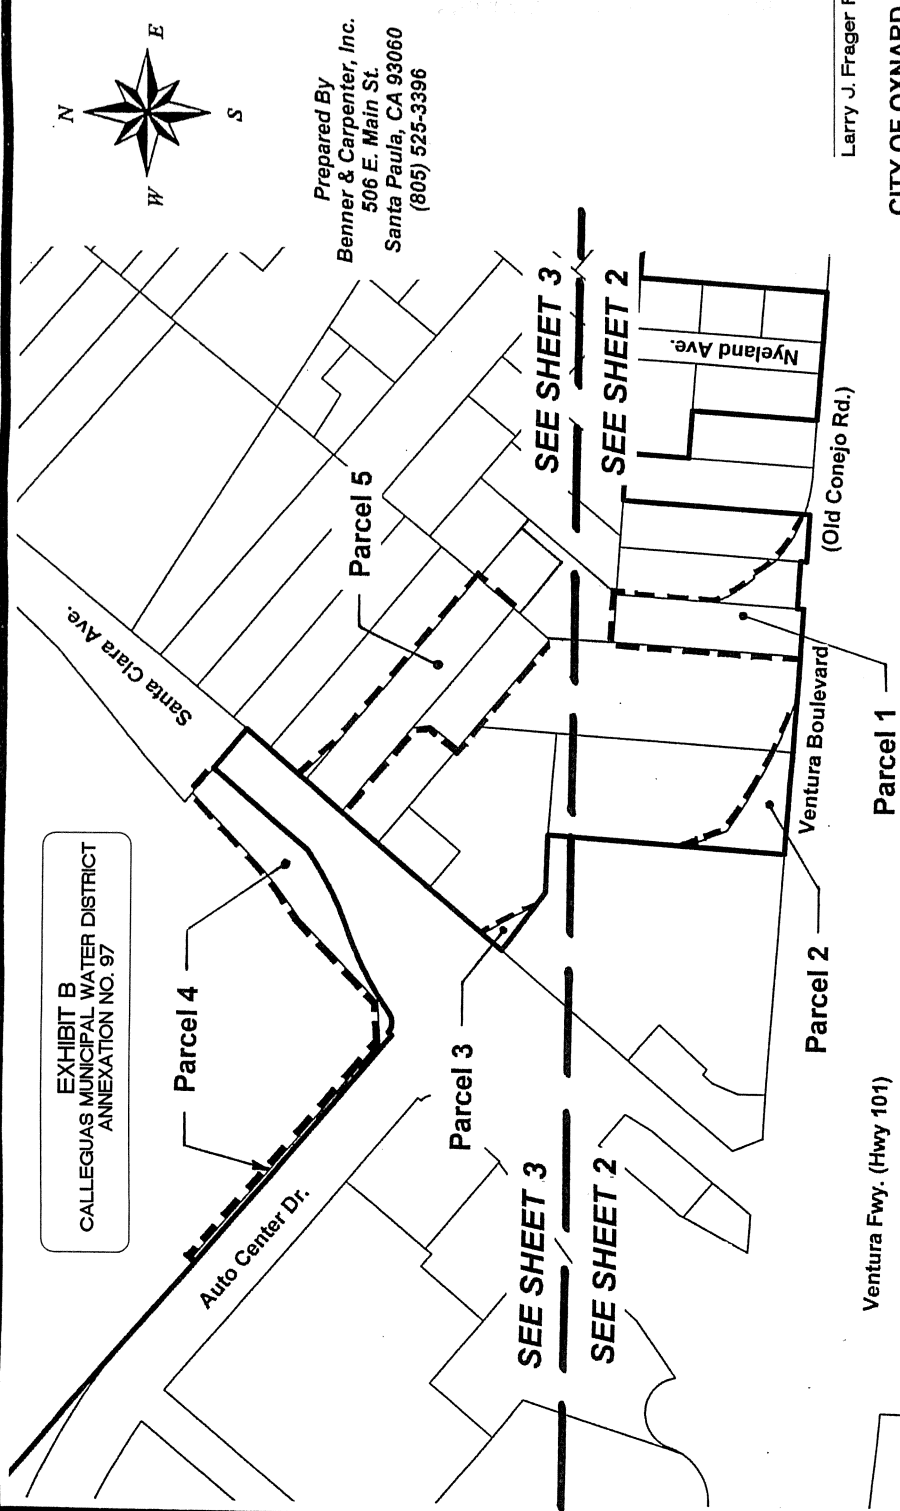 EXHIBIT B
CALLEGUAS MUNICIPAL WATER DISTRICT
ANNEXATION NO. 97
N
E
S
W
Prepared By
Benner & Carpenter, Inc.
506 E. Main St.
Santa Paula, CA 93060
(805) 525-3396
Santa Clara Ave.
Parcel 5
Parcel 4
Parcel 3
Auto Center Dr.
SEE SHEET 3
SEE SHEET 2
SEE SHEET 3
SEE SHEET 2
Nyeland Ave.
(Old Conejo Rd.)
Ventura Boulevard
Parcel 1
Parcel 2
Ventura Fwy. (Hwy 101)
Larry J. Frager
CITY OF OXNARD